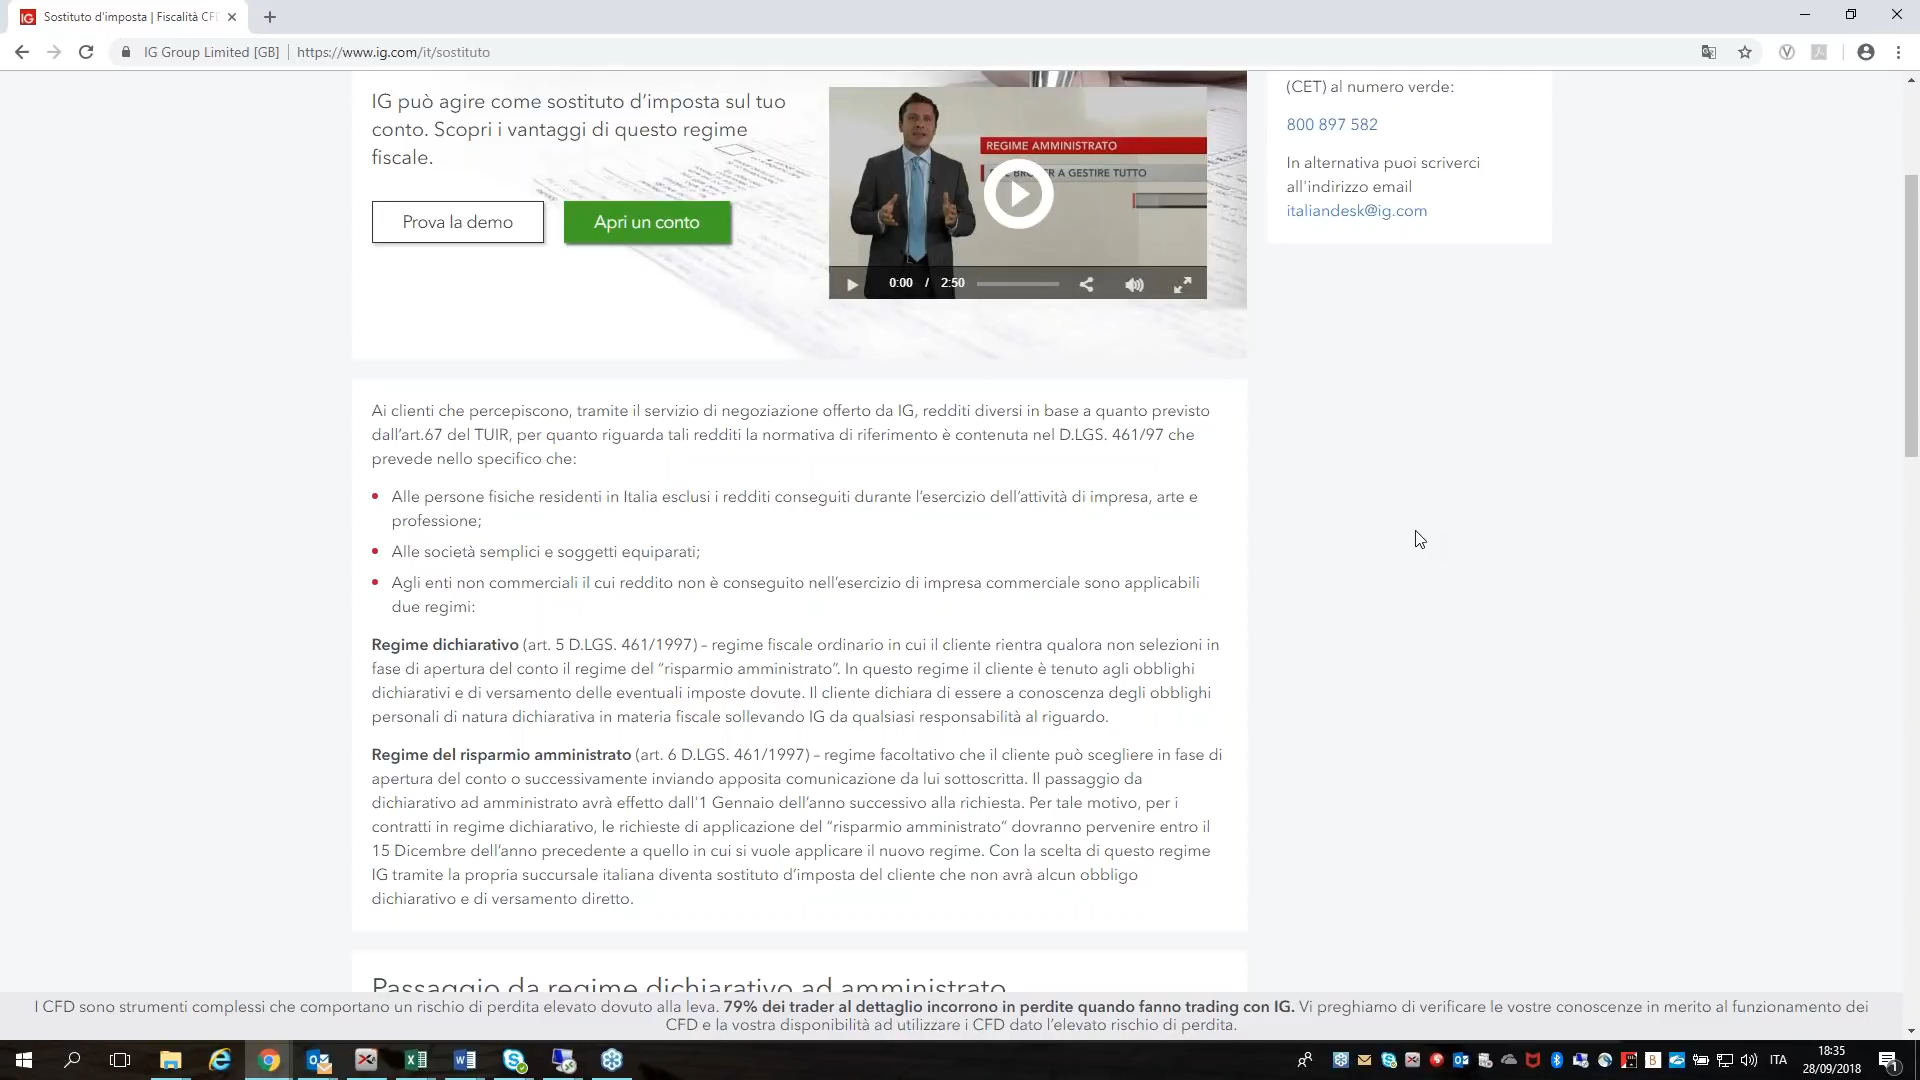 Sostituto d'imposta | Fiscalità CF
IG Group Limited [GB] | https://www.ig.com/it/sostituto
IG può agire come sostituto d'imposta sul tuo
conto. Scopri i vantaggi di questo regime
fiscale.
Prova la demo
Apri un conto
REGIME AMMINISTRATO
A GESTIRE TUTTO
0:00 / 2:50
(CET) al numero verde:
800 897 582
In alternativa puoi scriverci
all'indirizzo email
italiandesk@ig.com
Ai clienti che percepiscono, tramite il servizio di negoziazione offerto da IG, redditi diversi in base a quanto previsto
dall'art.67 del TUIR, per quanto riguarda tali redditi la normativa di riferimento è contenuta nel D.LGS. 461/97 che
prevede nello specifico che:
• Alle persone fisiche residenti in Italia esclusi i redditi conseguiti durante l'esercizio dell'attività di impresa, arte e
professione;
• Alle società semplici e soggetti equiparati;
• Agli enti non commerciali il cui reddito non è conseguito nell'esercizio di impresa commerciale sono applicabili
due regimi:
Regime dichiarativo (art. 5 D.LGS. 461/1997) – regime fiscale ordinario in cui il cliente rientra qualora non selezioni in
fase di apertura del conto il regime del “risparmio amministrato”. In questo regime il cliente è tenuto agli obblighi
dichiarativi e di versamento delle eventuali imposte dovute. Il cliente dichiara di essere a conoscenza degli obblighi
personali di natura dichiarativa in materia fiscale sollevando IG da qualsiasi responsabilità al riguardo.
Regime del risparmio amministrato (art. 6 D.LGS. 461/1997) – regime facoltativo che il cliente può scegliere in fase di
apertura del conto o successivamente inviando apposita comunicazione da lui sottoscritta. Il passaggio da
dichiarativo ad amministrato avrà effetto dall'1 Gennaio dell'anno successivo alla richiesta. Per tale motivo, per i
contratti in regime dichiarativo, le richieste di applicazione del “risparmio amministrato” dovranno pervenire entro il
15 Dicembre dell'anno precedente a quello in cui si vuole applicare il nuovo regime. Con la scelta di questo regime
IG tramite la propria succursale italiana diventa sostituto d'imposta del cliente che non avrà alcun obbligo
dichiarativo e di versamento diretto.
Passaggio da regime dichiarativo ad amministrato
I CFD sono strumenti complessi che comportano un rischio di perdita elevato dovuto alla leva. 79% dei trader al dettaglio incorrono in perdite quando fanno trading con IG. Vi preghiamo di verificare le vostre conoscenze in merito al funzionamento dei
CFD e la vostra disponibilità ad utilizzare i CFD dato l'elevato rischio di perdita.
ITA
18:35
28/09/2018